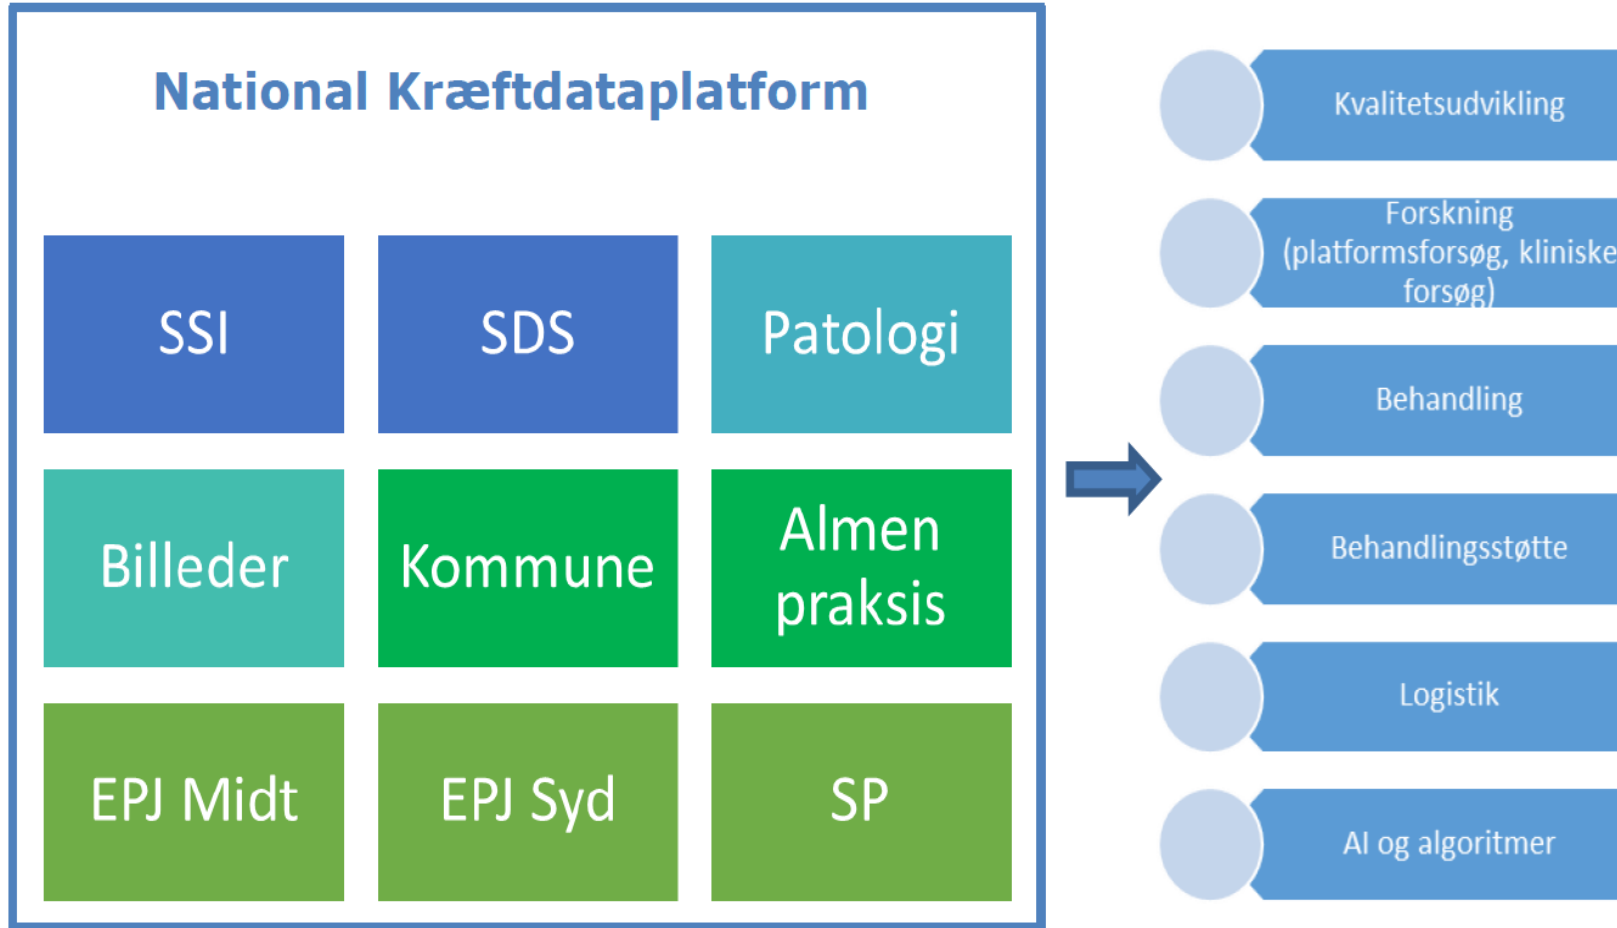 National Kræftdataplatform
SSI
SDS
Patologi
Billeder
Kommune
Almen
praksis
EPJ Midt
EPJ Syd
SP
Kvalitetsudvikling
Forskning
(platformsforsøg, kliniske
forsøg)
Behandling
Behandlingsstøtte
Logistik
AI og algoritmer